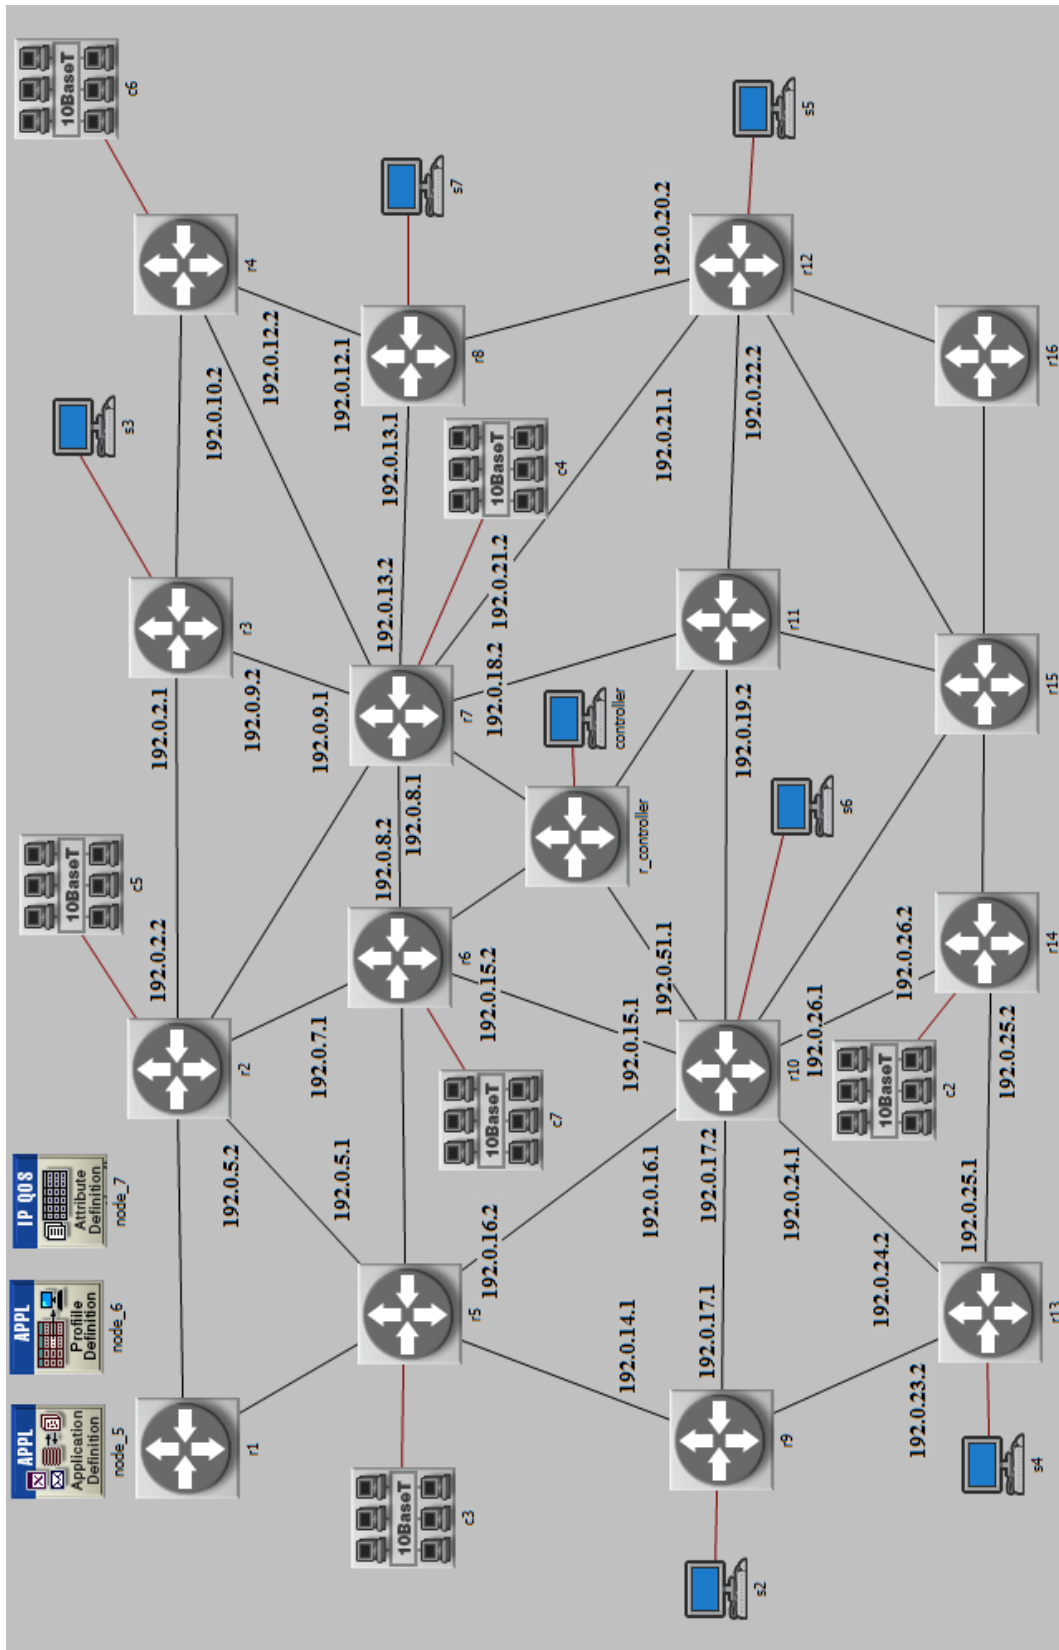 APPL
Application
Definition
node_5
APPL
Profile
Definition
node_6
IP QOS
Attribute
Definition
node_7
10BaseT
c5
s3
10BaseT
c6
r1
192.0.2.2
192.0.2.1
r2
r3
r4
192.0.5.2
192.0.9.2
192.0.10.2
192.0.12.2
192.0.5.1
192.0.7.1
192.0.9.1
192.0.12.1
10BaseT
c3
192.0.8.2
192.0.8.1
192.0.13.2
192.0.13.1
s7
r5
r6
r7
r8
192.0.16.2
192.0.15.2
192.0.18.2
192.0.21.2
10BaseT
c7
10BaseT
c4
controller
r_controller
192.0.14.1
192.0.16.1
192.0.15.1
192.0.51.1
192.0.21.1
192.0.20.2
192.0.17.1
192.0.17.2
192.0.19.2
192.0.22.2
s2
r9
r10
r11
r12
s5
192.0.24.1
192.0.26.1
s6
192.0.24.2
10BaseT
c2
192.0.26.2
192.0.23.2
192.0.25.1
192.0.25.2
s4
r13
r14
r15
r16